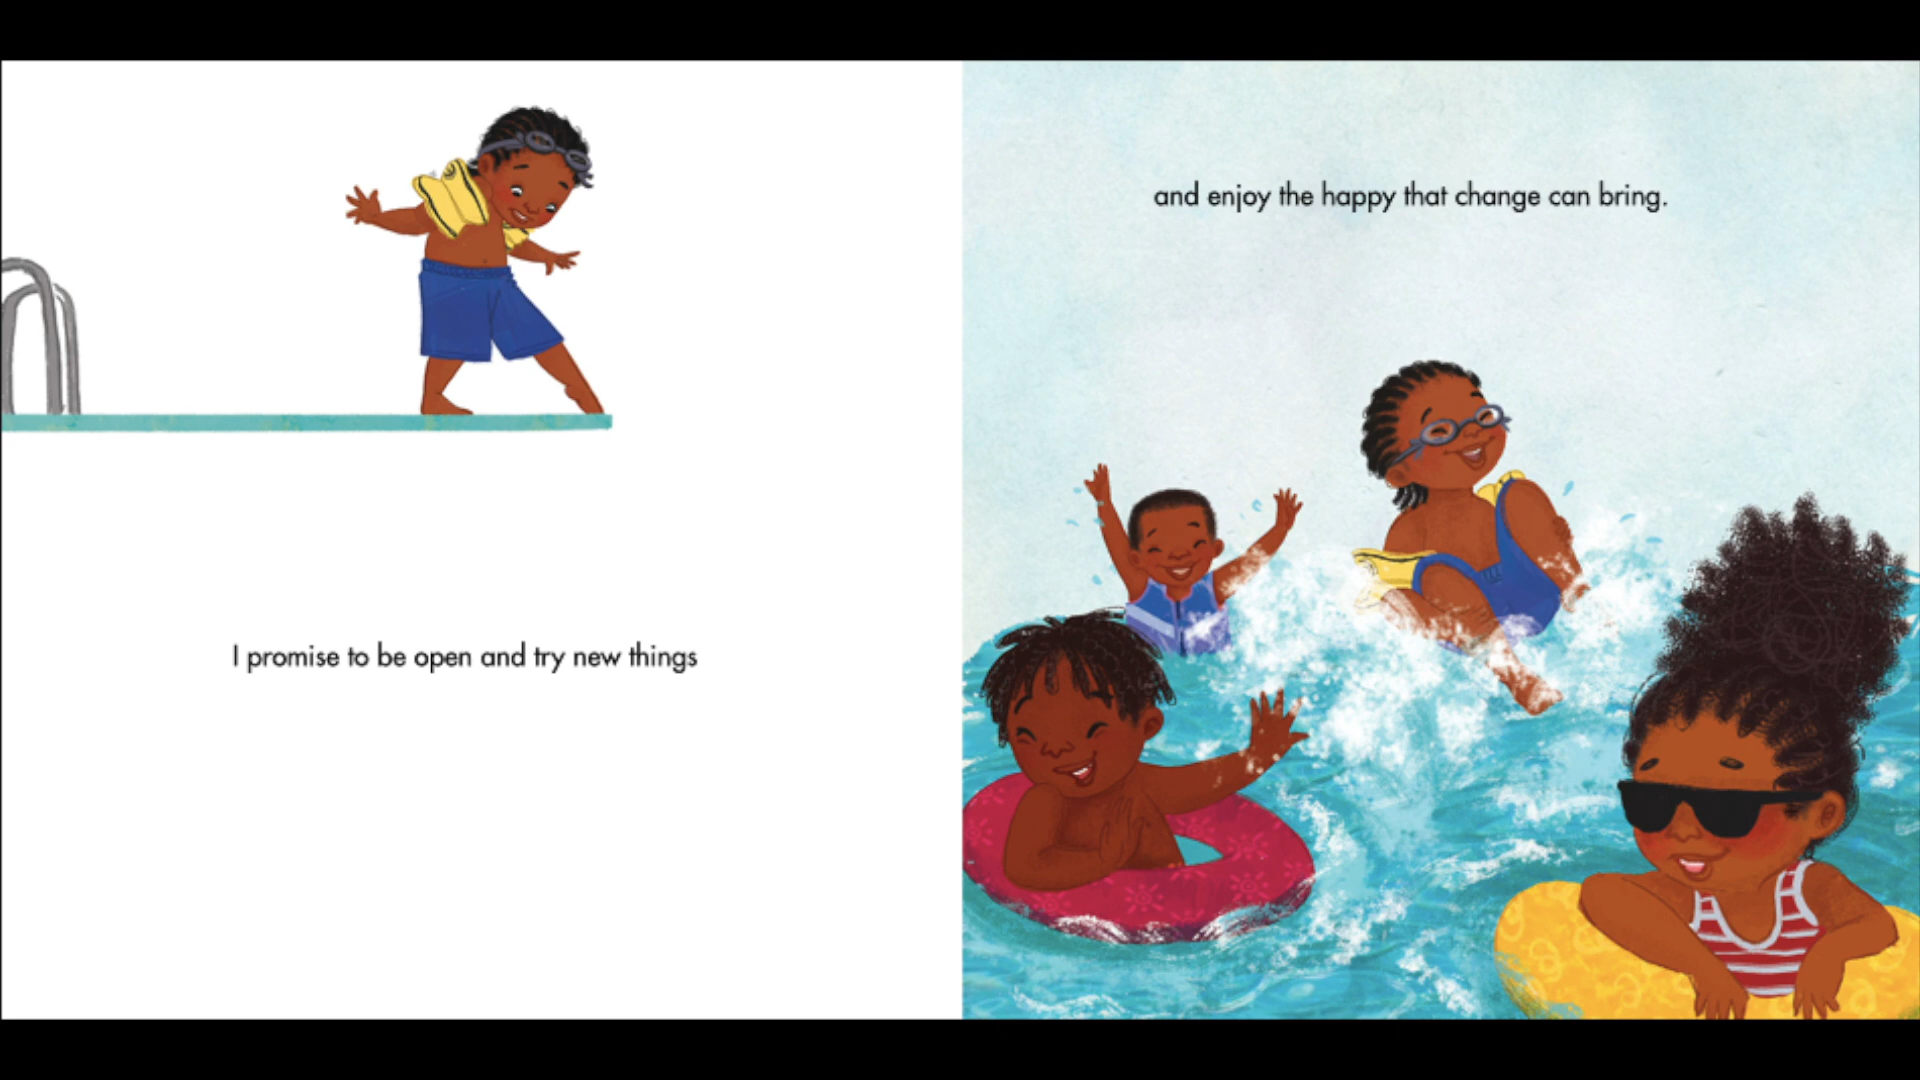 I promise to be open and try new things
and enjoy the happy that change can bring.